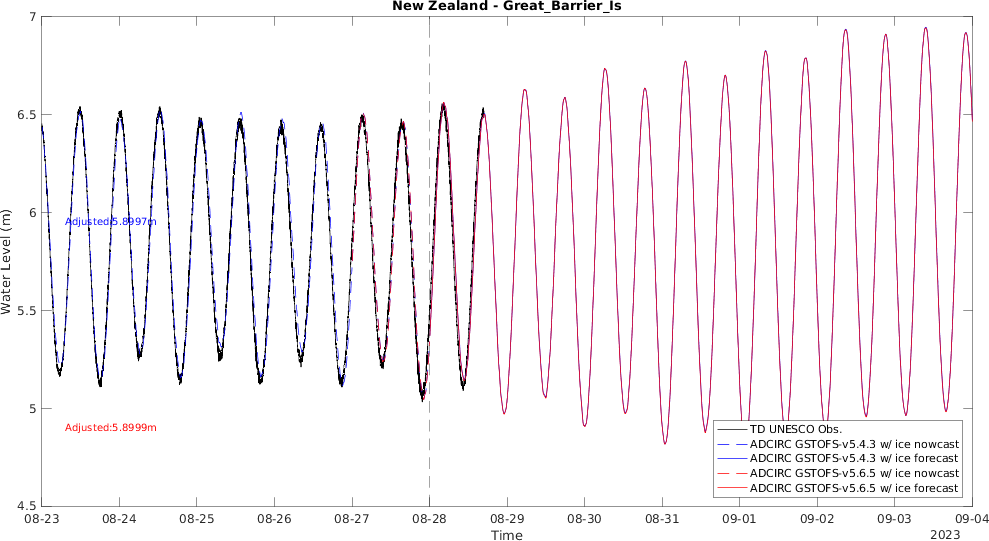 New Zealand - Great_Barrier_Is
7
6.5
6
5.5
5
4.5
Water Level (m)
Adjusted:5.8997m
Adjusted:5.8999m
TD UNESCO Obs.
ADCIRC GSTOFS-v5.4.3 w/ ice nowcast
ADCIRC GSTOFS-v5.4.3 w/ ice forecast
ADCIRC GSTOFS-v5.6.5 w/ ice nowcast
ADCIRC GSTOFS-v5.6.5 w/ ice forecast
08-23 08-24 08-25 08-26 08-27 08-28 08-29 08-30 08-31 09-01 09-02 09-03 09-04
Time
2023